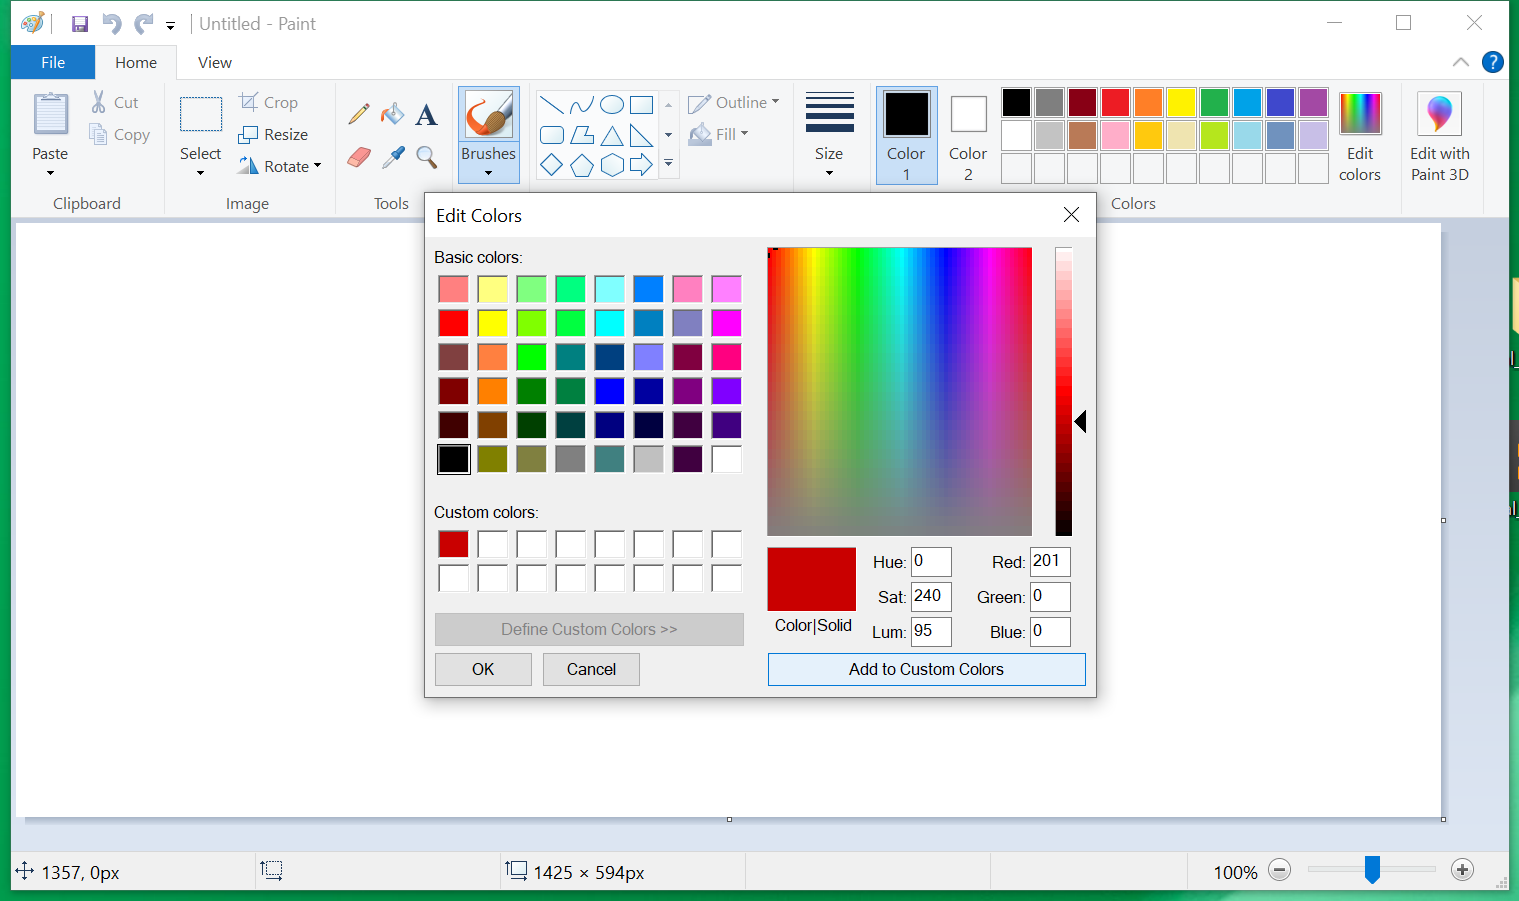 Untitled - Paint
File Home View
Paste
Cut
Copy
Clipboard
Select
Crop
Resize
Rotate
Image
A
Tools
Brushes
Outline
Fill
Size
Color
1
Color
2
Edit
colors
Colors
Edit with
Paint 3D
?
Edit Colors
Basic colors:
Custom colors:
Define Custom Colors >>
OK Cancel
Color|Solid
Hue: 0 Red: 201
Sat: 240 Green: 0
Lum: 95 Blue: 0
Add to Custom Colors
1357, 0px 1425 × 594px 100%